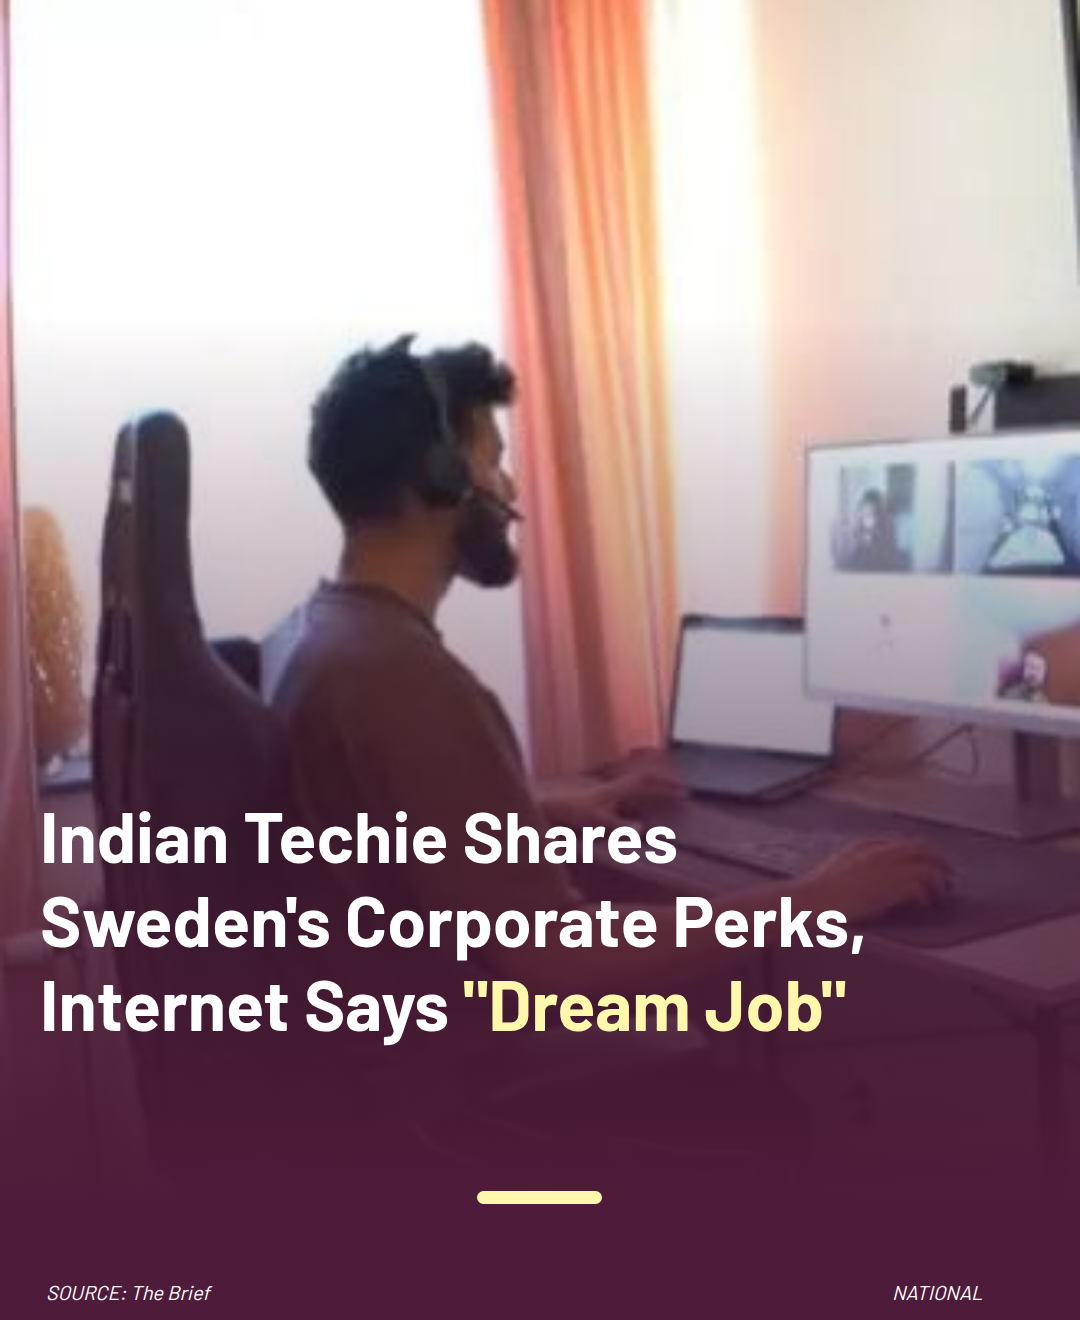 Indian Techie Shares
Sweden's Corporate Perks,
Internet Says "Dream Job"
SOURCE: The Brief
NATIONAL